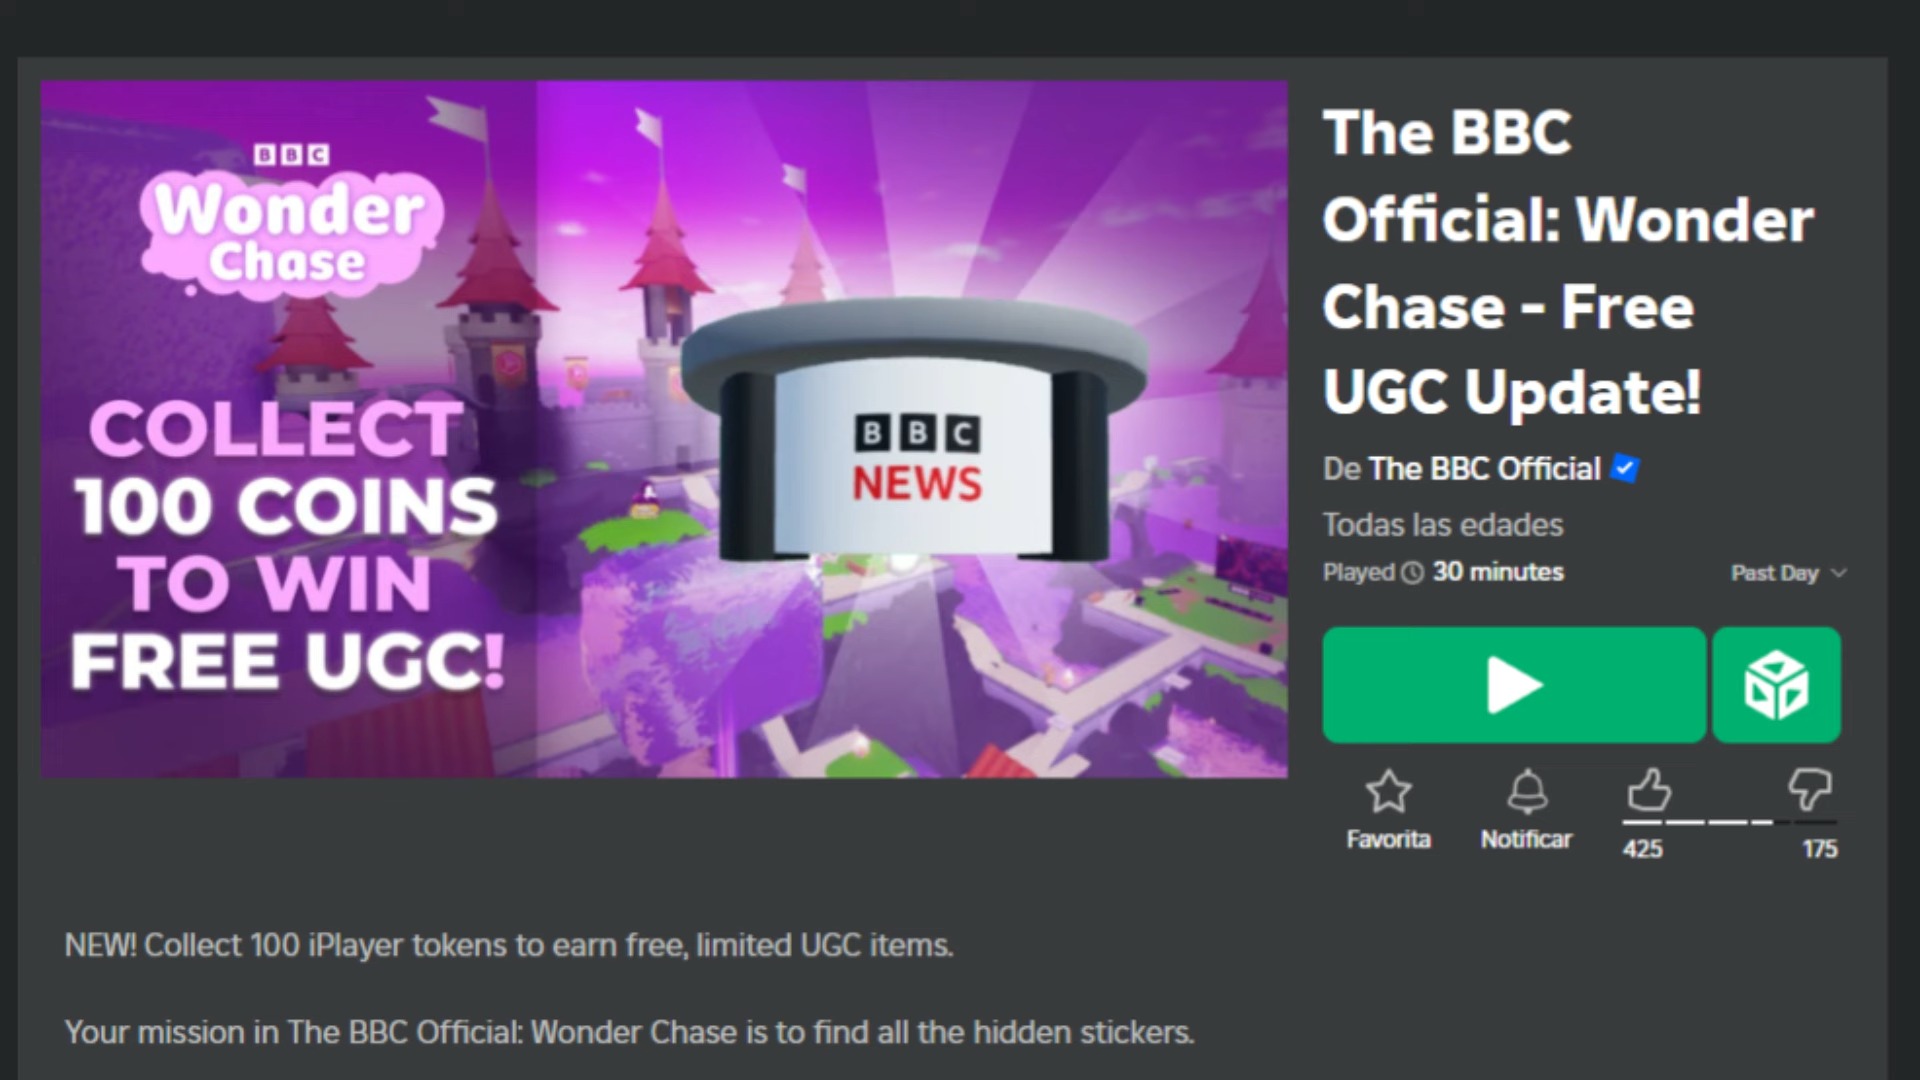 BBC
Wonder
Chase
COLLECT
100 COINS
TO WIN
FREE UGC!
BBC
NEWS
The BBC
Official: Wonder
Chase - Free
UGC Update!
De The BBC Official
Todas las edades
Played 30 minutes
Past Day
Favorita
Notificar
425
175
NEW! Collect 100 iPlayer tokens to earn free, limited UGC items.
Your mission in The BBC Official: Wonder Chase is to find all the hidden stickers.